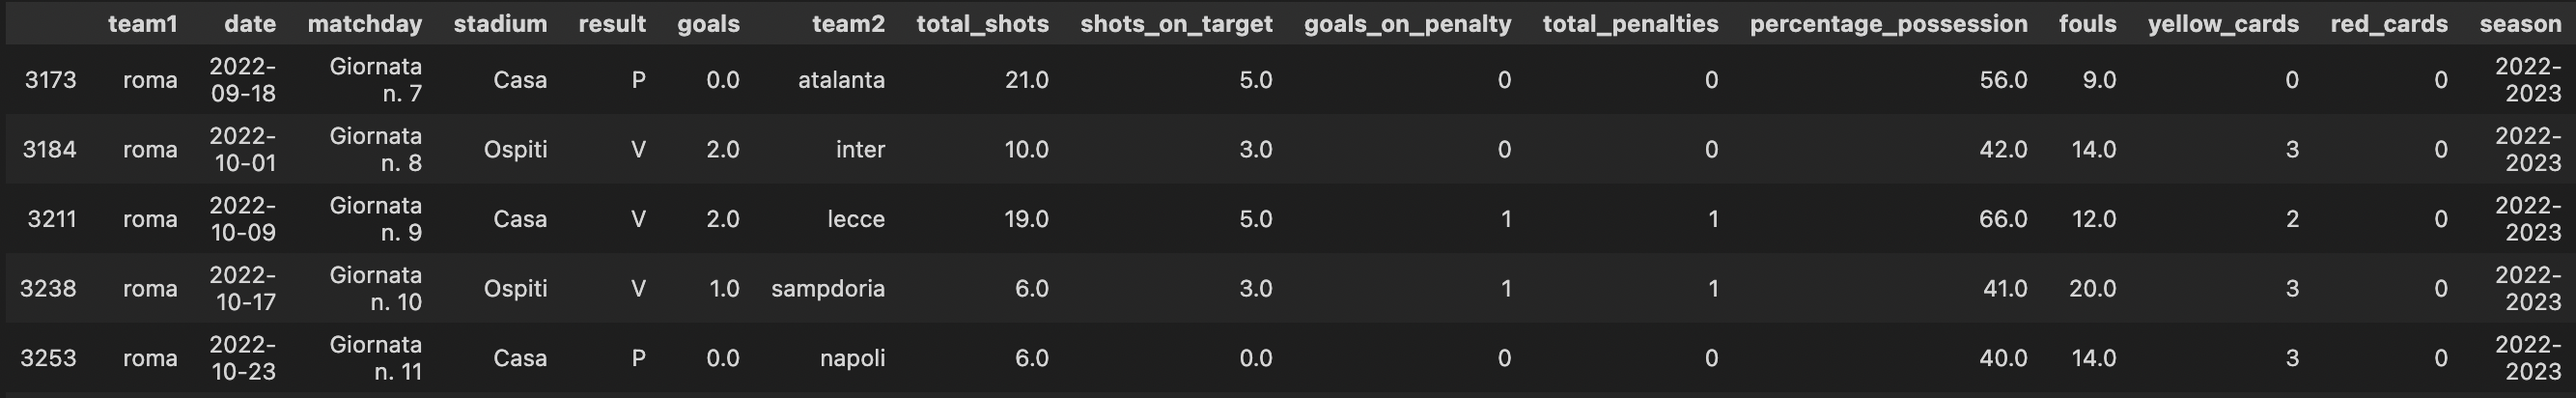 team1 date matchday stadium result goals team2 total_shots shots_on_target goals_on_penalty total_penalties percentage_possession fouls yellow_cards red_cards season
3173 roma 2022-09-18 Giornata n. 7 Casa P 0.0 atalanta 21.0 5.0 0 0 56.0 9.0 0 0 2022-2023
3184 roma 2022-10-01 Giornata n. 8 Ospiti V 2.0 inter 10.0 3.0 0 0 42.0 14.0 3 0 2022-2023
3211 roma 2022-10-09 Giornata n. 9 Casa V 2.0 lecce 19.0 5.0 1 1 66.0 12.0 2 0 2022-2023
3238 roma 2022-10-17 Giornata n. 10 Ospiti V 1.0 sampdoria 6.0 3.0 1 1 41.0 20.0 3 0 2022-2023
3253 roma 2022-10-23 Giornata n. 11 Casa P 0.0 napoli 6.0 0.0 0 0 40.0 14.0 3 0 2022-2023